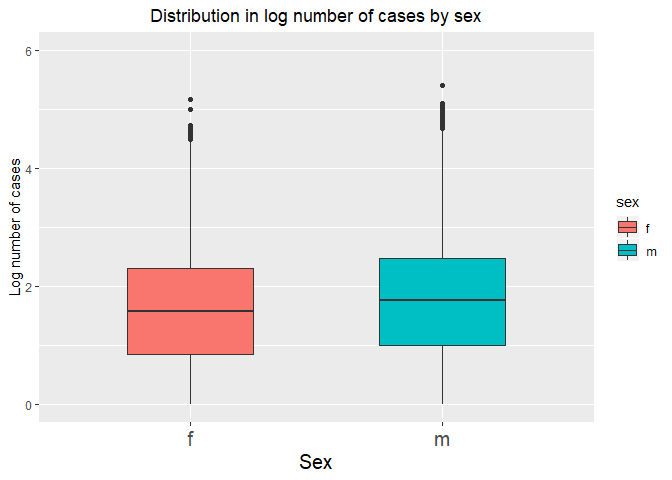 Distribution in log number of cases by sex
Log number of cases
6
4
2
0
f
m
Sex
sex
f
m